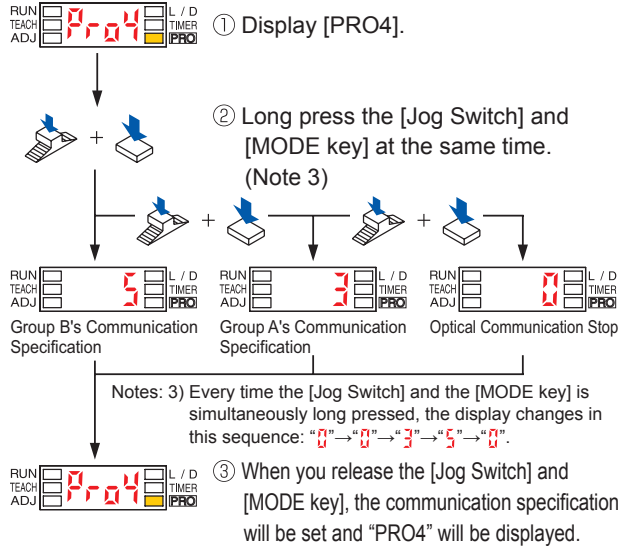 RUN Pro4 L / D
TEACH TIMER
ADJ PRO
① Display [PRO4].
+
② Long press the [Jog Switch] and
[MODE key] at the same time.
(Note 3)
+ +
RUN 5 L / D
TEACH TIMER
ADJ PRO
Group B's Communication
Specification
RUN 3 L / D
TEACH TIMER
ADJ PRO
Group A's Communication
Specification
RUN 0 L / D
TEACH TIMER
ADJ PRO
Optical Communication Stop
Notes: 3) Every time the [Jog Switch] and the [MODE key] is
simultaneously long pressed, the display changes in
this sequence: “0”→“0”→“3”→“5”→“0”.
RUN Pro4 L / D
TEACH TIMER
ADJ PRO
③ When you release the [Jog Switch] and
[MODE key], the communication specification
will be set and “PRO4” will be displayed.